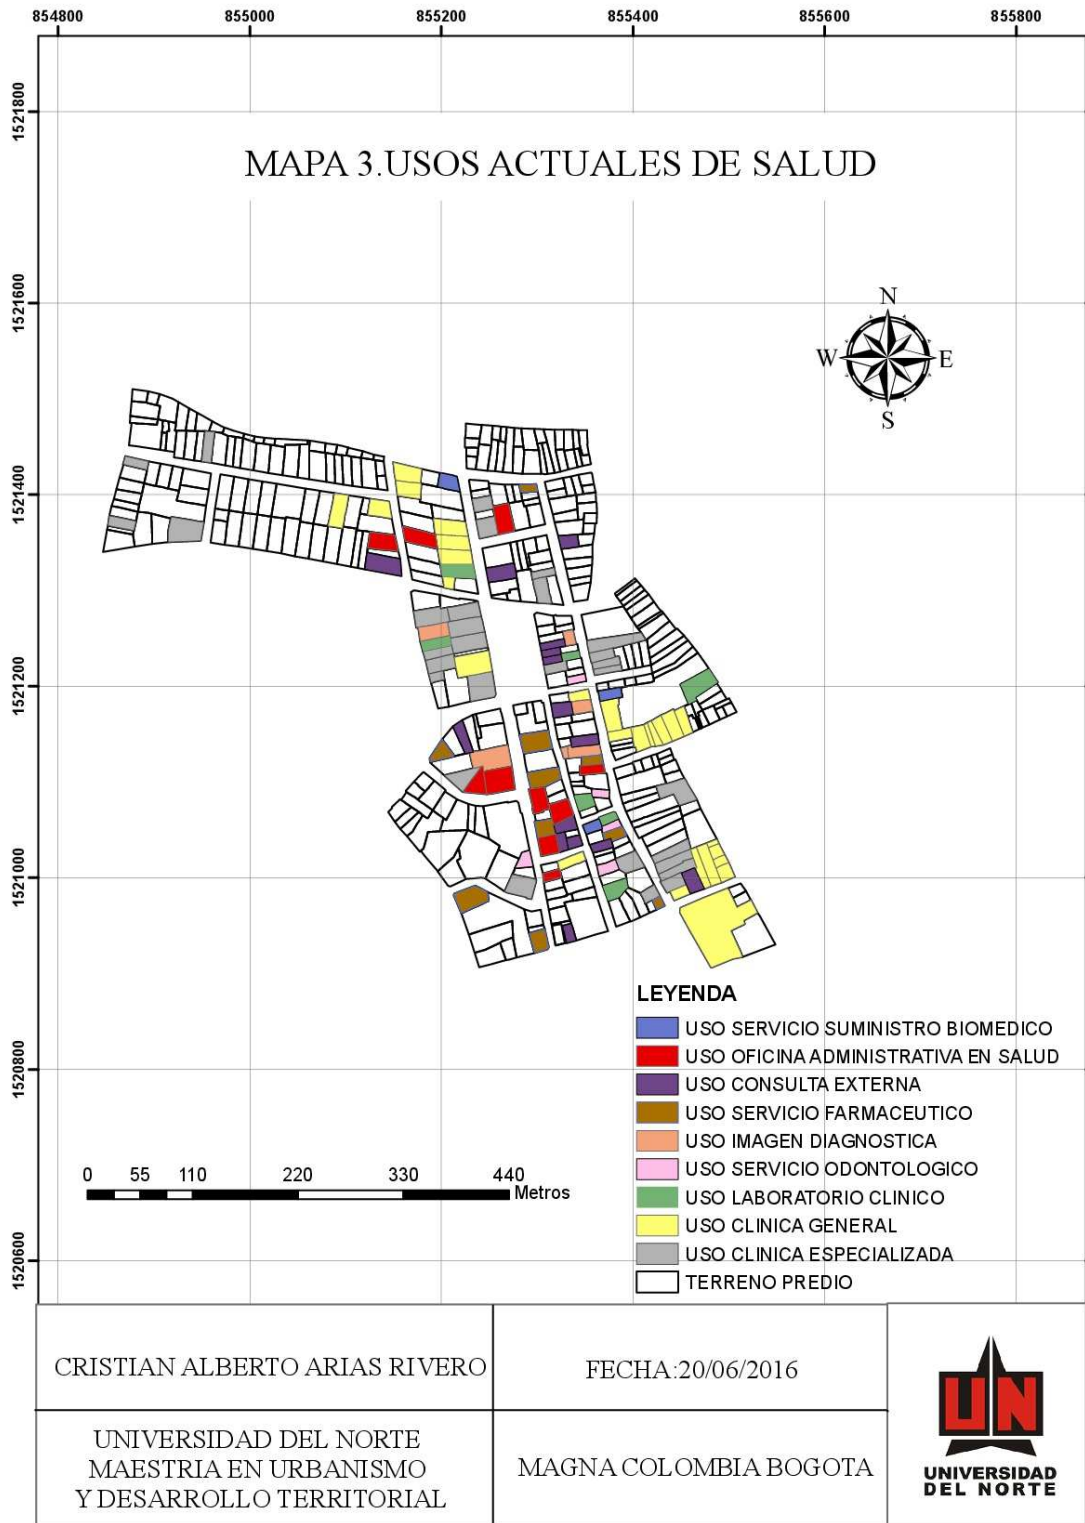 854800 855000 855200 855400 855600 855800
1521800
MAPA 3.USOS ACTUALES DE SALUD
1521600
N
W E
S
1521400
1521200
1521000
LEYENDA
USO SERVICIO SUMINISTRO BIOMEDICO
USO OFICINA ADMINISTRATIVA EN SALUD
USO CONSULTA EXTERNA
USO SERVICIO FARMACEUTICO
USO IMAGEN DIAGNOSTICA
USO SERVICIO ODONTOLOGICO
USO LABORATORIO CLINICO
USO CLINICA GENERAL
USO CLINICA ESPECIALIZADA
TERRENO PREDIO
1520800
0 55 110 220 330 440
Metros
1520600
CRISTIAN ALBERTO ARIAS RIVERO
FECHA:20/06/2016
UNIVERSIDAD DEL NORTE
MAESTRIA EN URBANISMO
Y DESARROLLO TERRITORIAL
MAGNA COLOMBIA BOGOTA
UN
UNIVERSIDAD
DEL NORTE